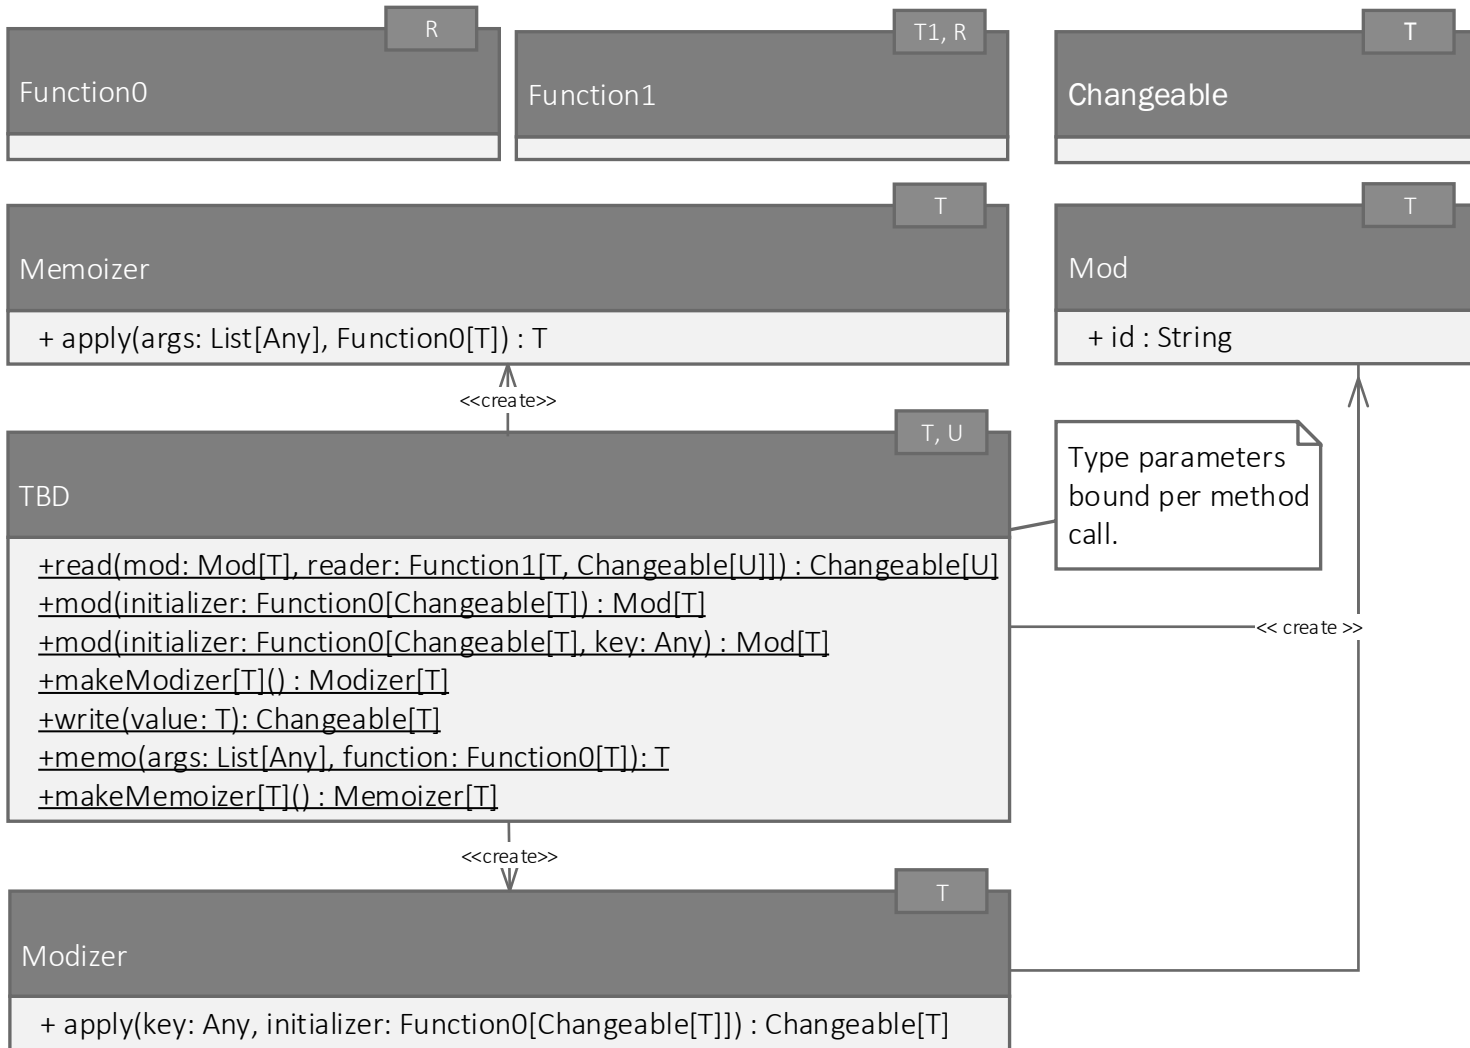 R
Function0
T1, R
Function1
T
Changeable
T
Memoizer
+ apply(args: List[Any], Function0[T]) : T
T
Mod
+ id : String
<<create>>
T, U
TBD
Type parameters
bound per method
call.
+read(mod: Mod[T], reader: Function1[T, Changeable[U]]) : Changeable[U]
+mod(initializer: Function0[Changeable[T]) : Mod[T]
+mod(initializer: Function0[Changeable[T], key: Any) : Mod[T]
+makeModizer[T]() : Modizer[T]
+write(value: T): Changeable[T]
+memo(args: List[Any], function: Function0[T]): T
+makeMemoizer[T]() : Memoizer[T]
<< create >>
<<create>>
T
Modizer
+ apply(key: Any, initializer: Function0[Changeable[T]]) : Changeable[T]